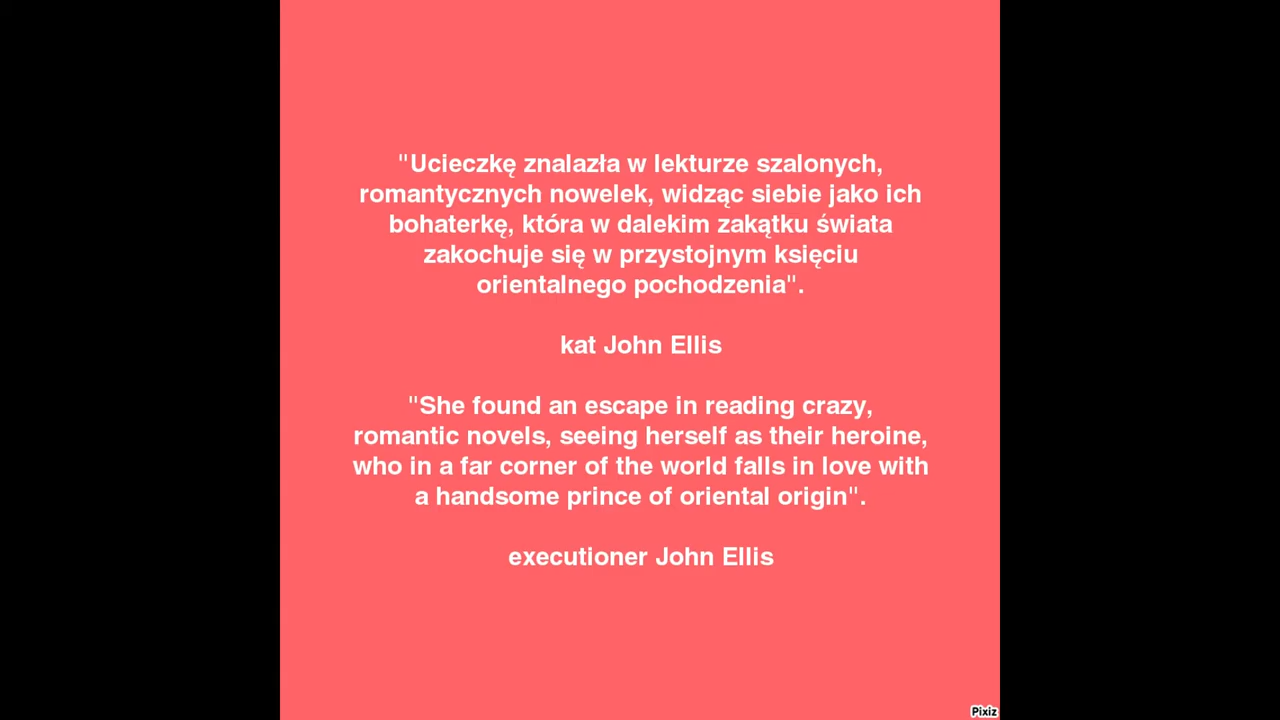 "Ucieczkę znalazła w lekturze szalonych,
romantycznych nowelek, widząc siebie jako ich
bohaterkę, która w dalekim zakątku świata
zakochuje się w przystojnym księciu
orientalnego pochodzenia".
kat John Ellis
"She found an escape in reading crazy,
romantic novels, seeing herself as their heroine,
who in a far corner of the world falls in love with
a handsome prince of oriental origin".
executioner John Ellis
Pixiz